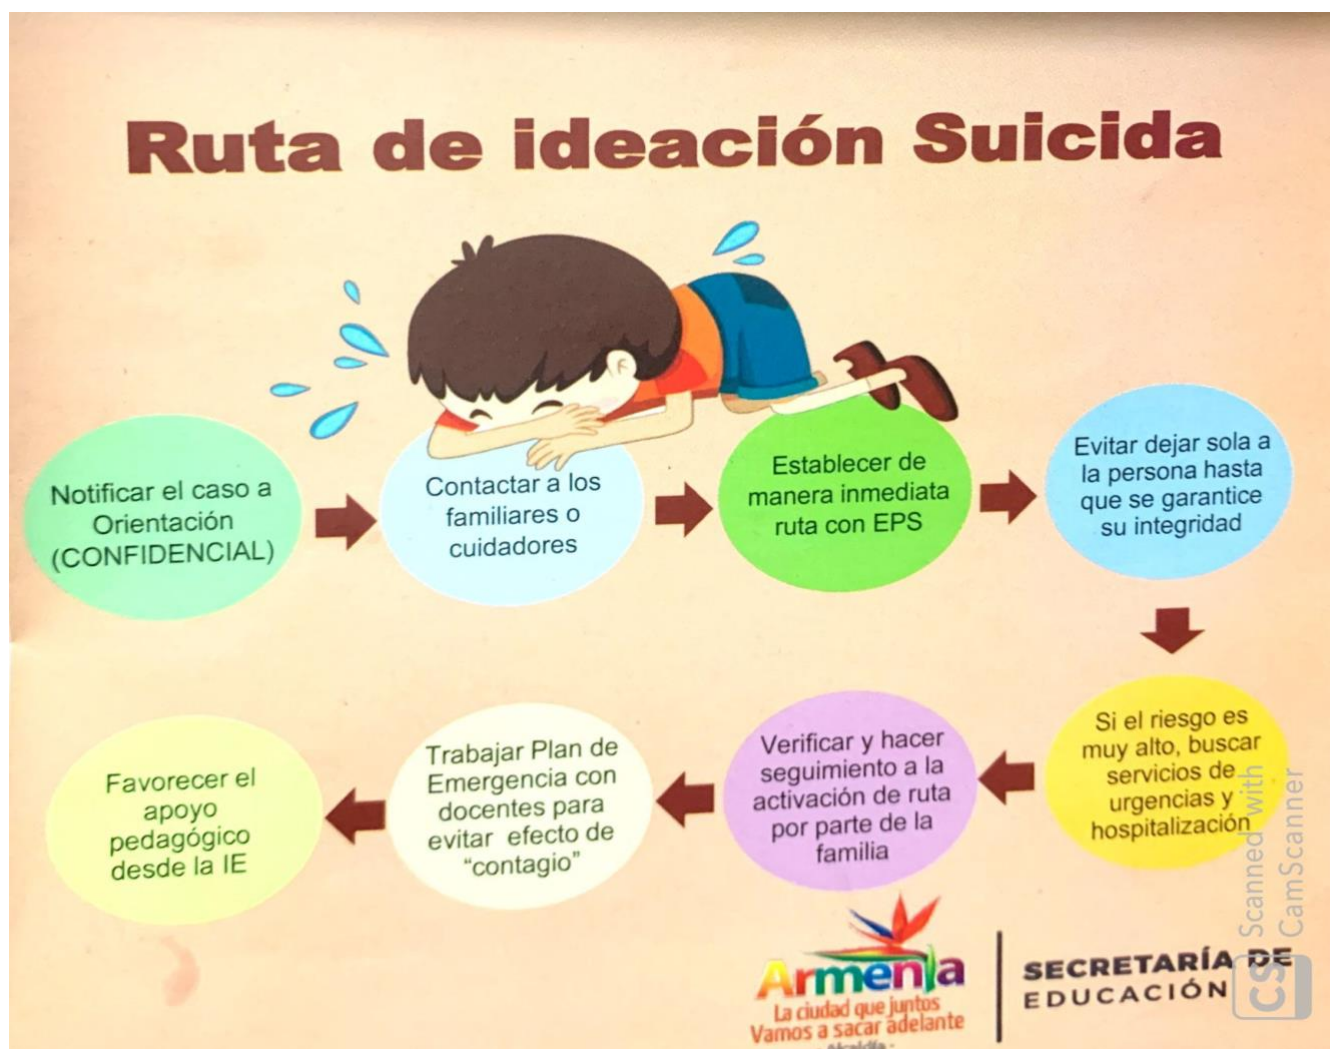 Ruta de ideación Suicida
Notificar el caso a
Orientación
(CONFIDENCIAL)
Contactar a los
familiares o
cuidadores
Establecer de
manera inmediata
ruta con EPS
Evitar dejar sola a
la persona hasta
que se garantice
su integridad
Si el riesgo es
muy alto, buscar
servicios de
urgencias y
hospitalización
Verificar y hacer
seguimiento a la
activación de ruta
por parte de la
familia
Trabajar Plan de
Emergencia con
docentes para
evitar efecto de
“contagio”
Favorecer el
apoyo
pedagógico
desde la IE
Armenia
La ciudad que juntos
Vamos a sacar adelante
- Alcaldía -
SECRETARÍA DE
EDUCACIÓN
CS
Scanned with
CamScanner